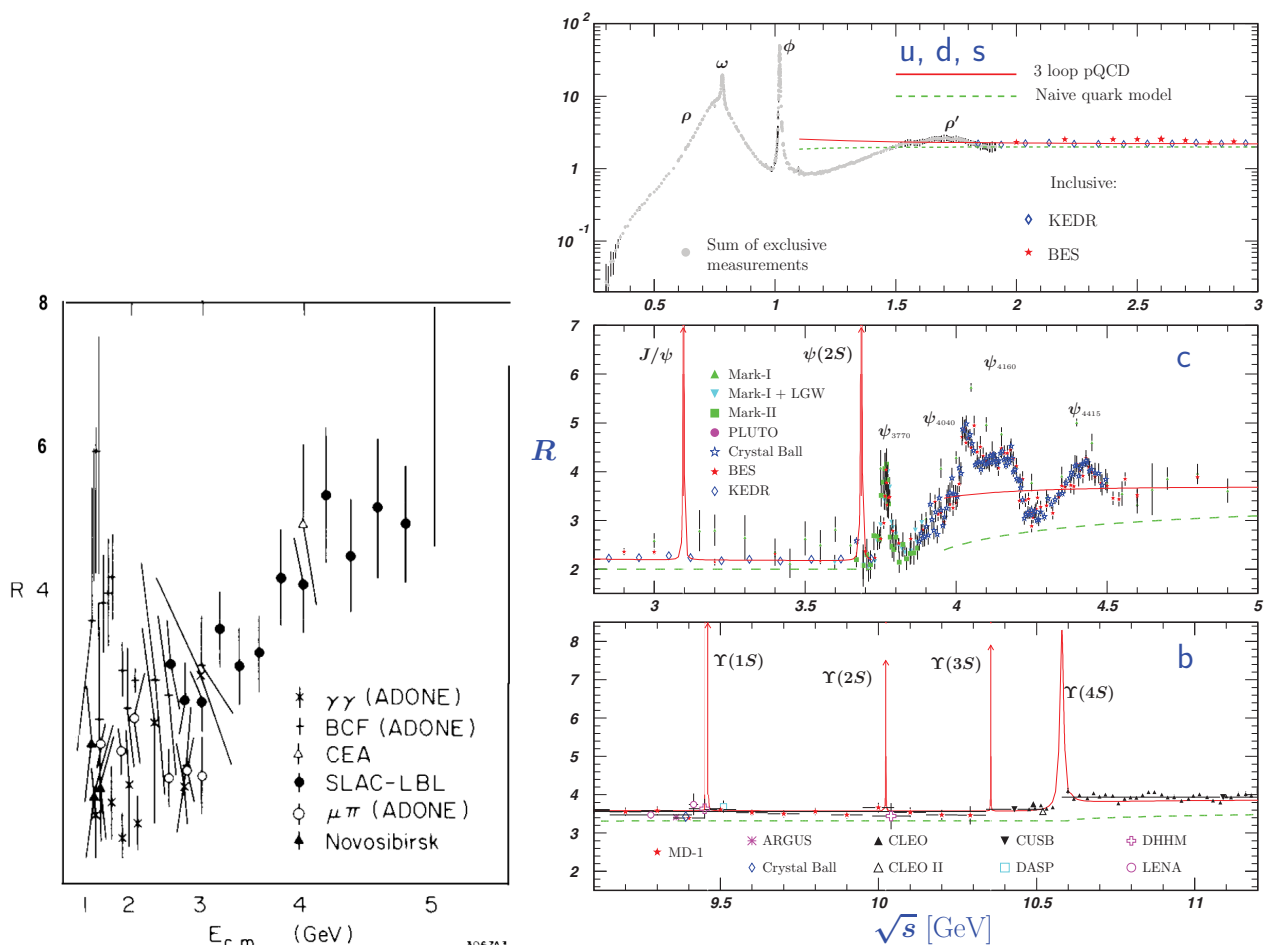 8
6
R 4
γγ (ADONE)
BCF (ADONE)
CEA
SLAC-LBL
μπ (ADONE)
Novosibirsk
1 2 3 4 5
E c.m. (GeV)
10²
10
1
10⁻¹
ρ
ω
ϕ
ρ′
u, d, s
3 loop pQCD
Naive quark model
Inclusive:
KEDR
BES
Sum of exclusive
measurements
0.5 1 1.5 2 2.5 3
R
7
6
5
4
3
2
J/ψ
ψ(2S)
c
Mark-I
Mark-I + LGW
Mark-II
PLUTO
Crystal Ball
BES
KEDR
ψ3770
ψ4040
ψ4160
ψ4415
3 3.5 4 4.5 5
8
7
6
5
4
3
2
ϒ(1S)
ϒ(2S)
ϒ(3S)
ϒ(4S)
b
MD-1
ARGUS
CLEO
CUSB
DHHM
Crystal Ball
CLEO II
DASP
LENA
9.5 10 10.5 11
√s [GeV]